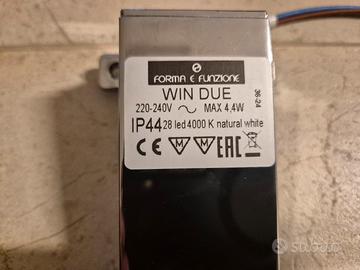 FORMA E FUNZIONE
WIN DUE
220-240V ~ MAX 4,4W
36-24
IP44 28 led 4000 K natural white
CE M M EAC
subito